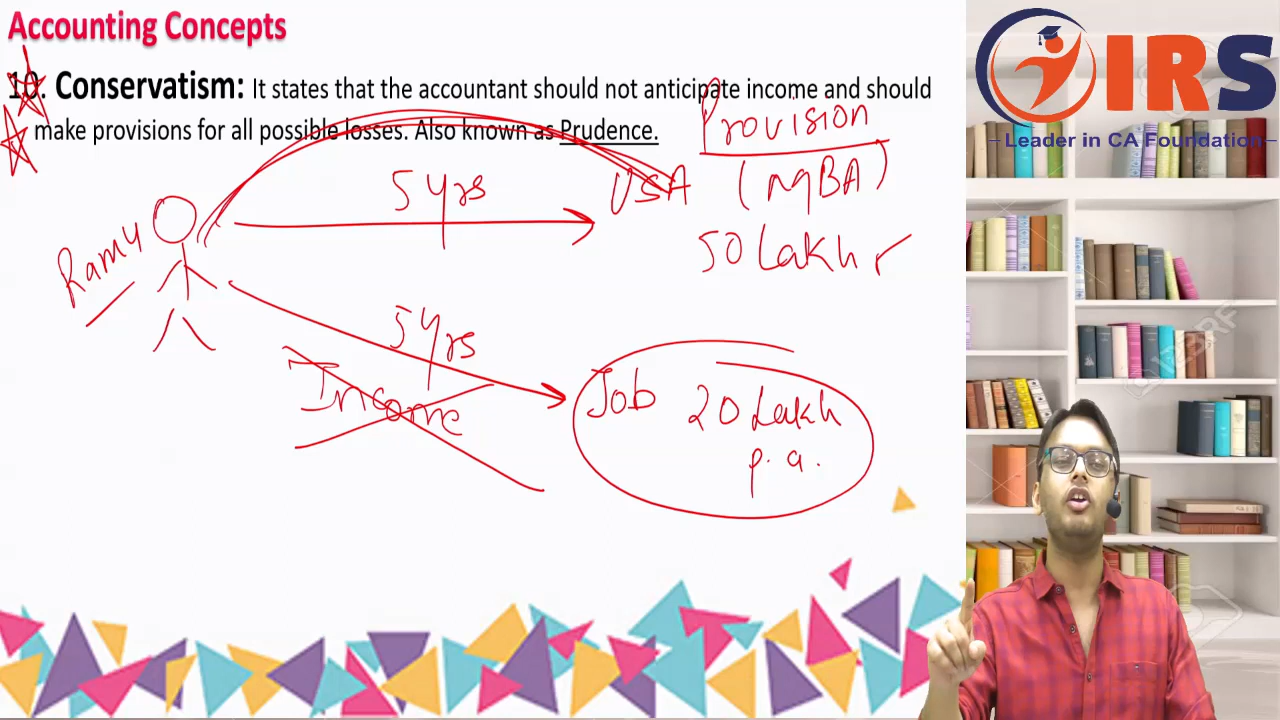 Accounting Concepts
10. Conservatism: It states that the accountant should not anticipate income and should
make provisions for all possible losses. Also known as Prudence.
Provision
5 Yrs
USA (MBA)
50 Lakh
Ramu
5 Yrs
Income
Job 20 Lakh
p.a.
IRS
Leader in CA Foundation
123RF